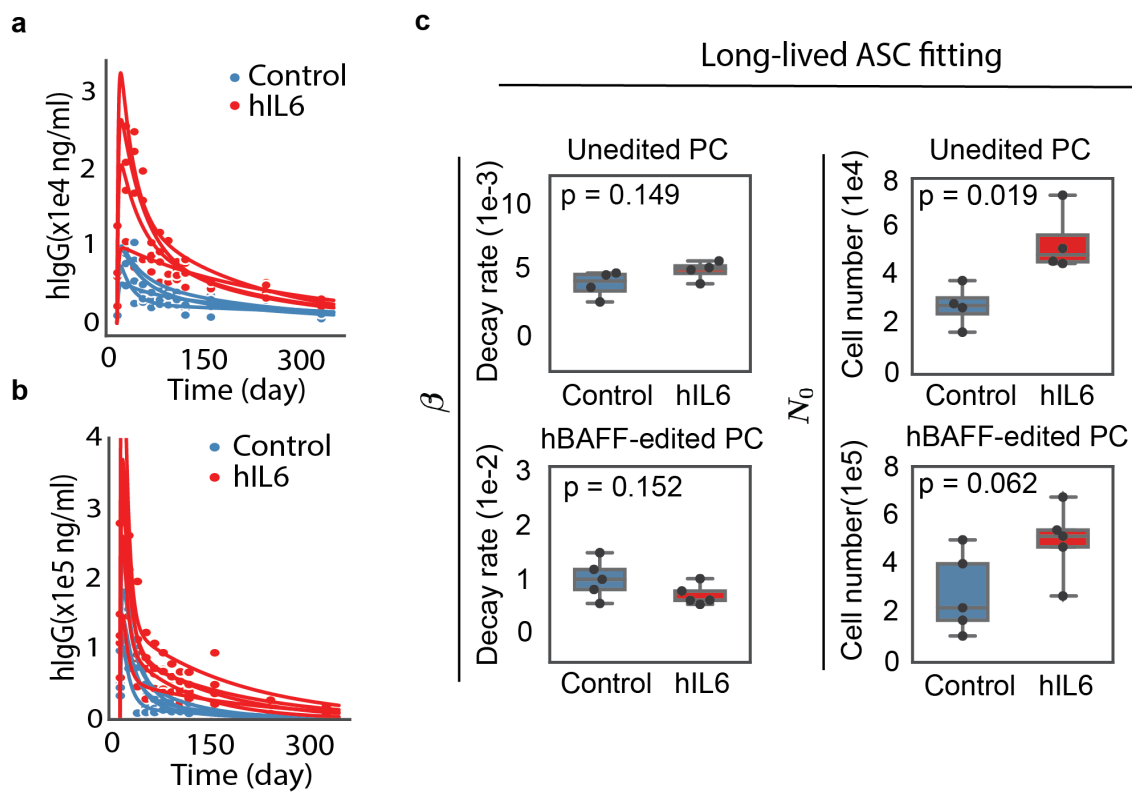 a
hIgG(x1e4 ng/ml)
3
2
1
0
Control
hIL6
0 150 300
Time (day)
b
hIgG(x1e5 ng/ml)
4
3
2
1
0
Control
hIL6
0 150 300
Time (day)
c
Long-lived ASC fitting
β
Unedited PC
Decay rate (1e-3)
10
5
0
p = 0.149
Control hIL6
hBAFF-edited PC
Decay rate (1e-2)
3
2
1
0
p = 0.152
Control hIL6
N0
Unedited PC
Cell number (1e4)
8
6
4
2
0
p = 0.019
Control hIL6
hBAFF-edited PC
Cell number(1e5)
8
6
4
2
0
p = 0.062
Control hIL6